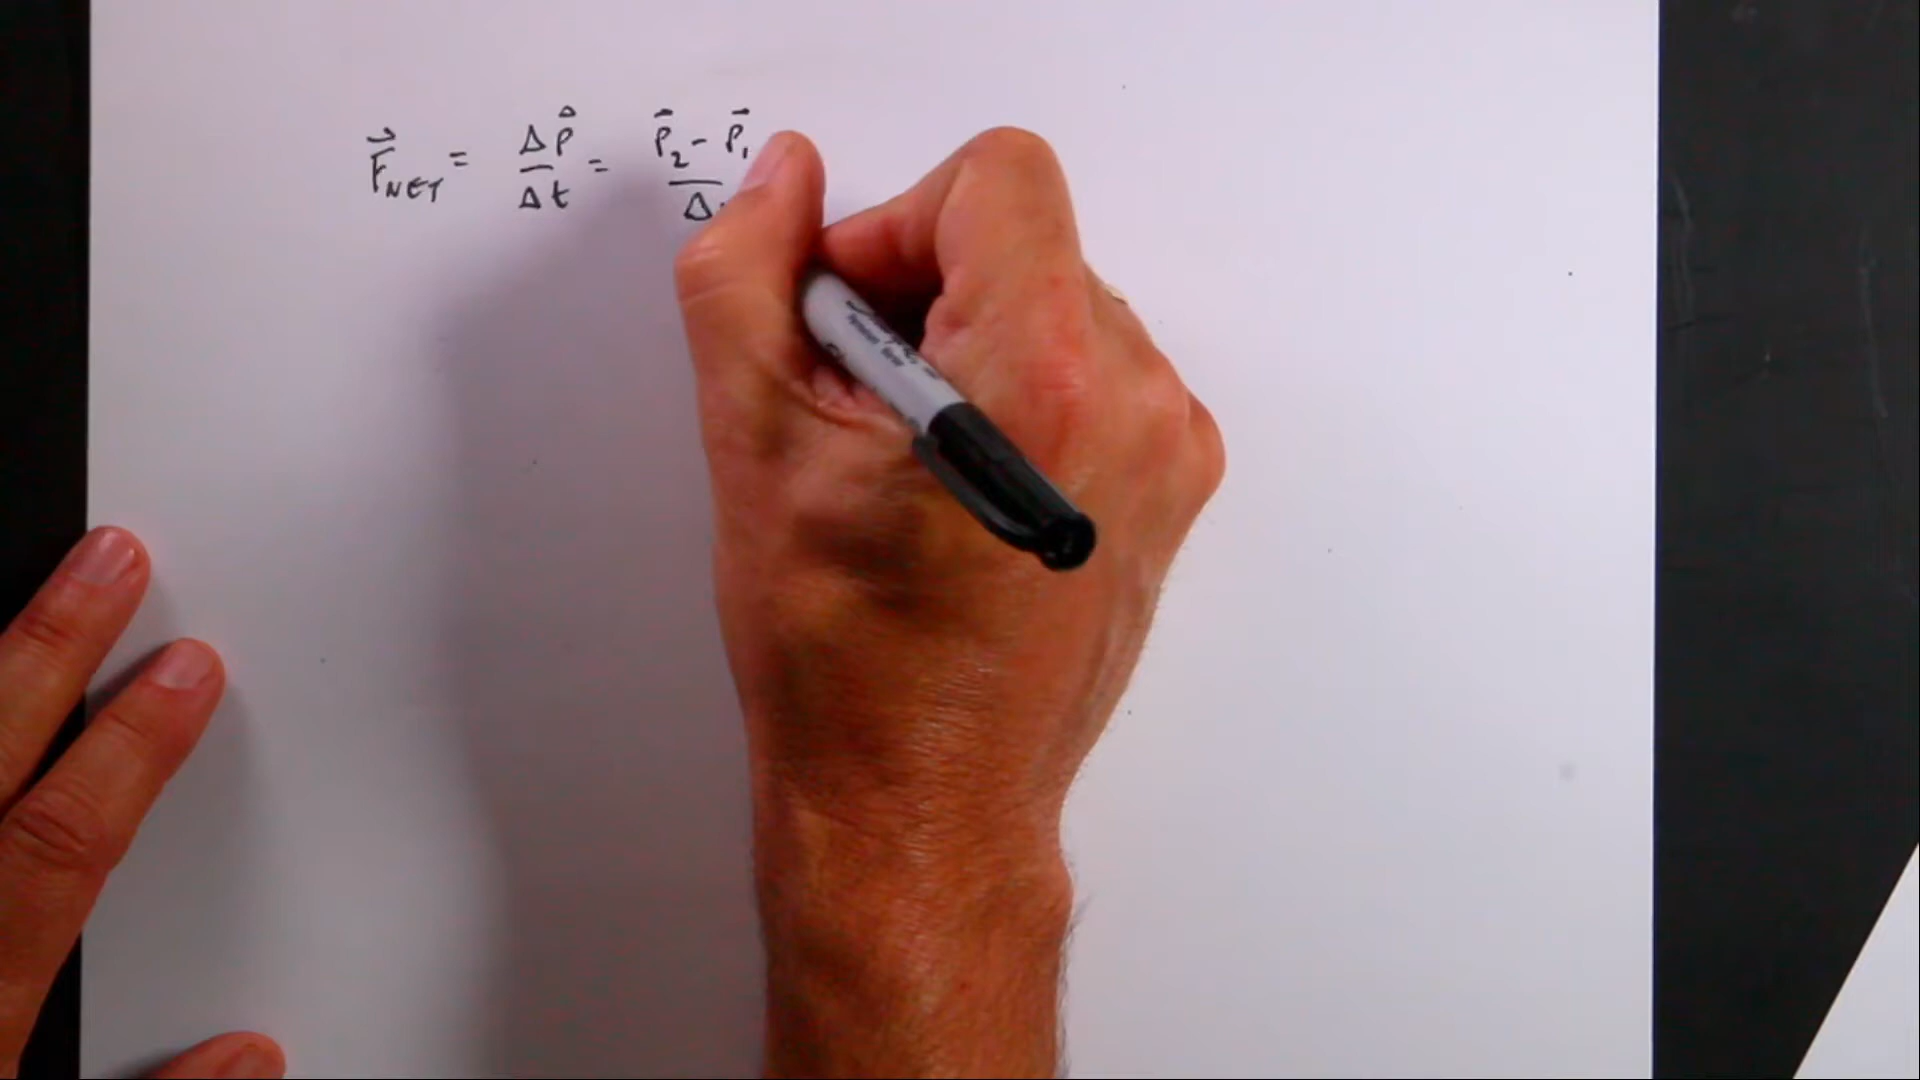 F⃗NET = Δp⃗/Δt = p⃗2 - p⃗1/Δ